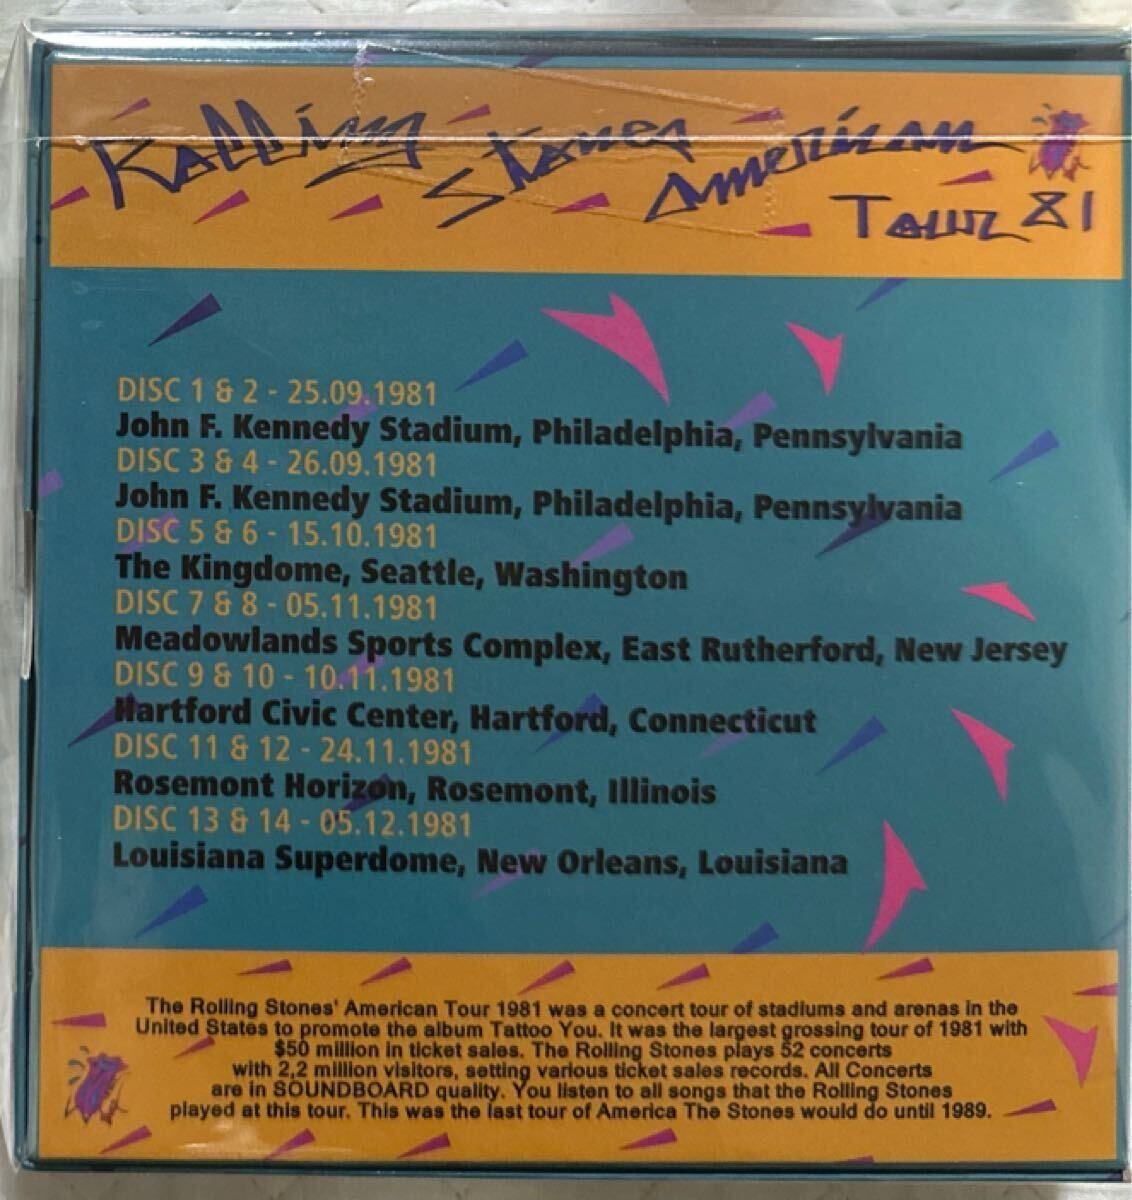 Rolling Stones American
Tour 81
DISC 1 & 2 - 25.09.1981
John F. Kennedy Stadium, Philadelphia, Pennsylvania
DISC 3 & 4 - 26.09.1981
John F. Kennedy Stadium, Philadelphia, Pennsylvania
DISC 5 & 6 - 15.10.1981
The Kingdome, Seattle, Washington
DISC 7 & 8 - 05.11.1981
Meadowlands Sports Complex, East Rutherford, New Jersey
DISC 9 & 10 - 10.11.1981
Hartford Civic Center, Hartford, Connecticut
DISC 11 & 12 - 24.11.1981
Rosemont Horizon, Rosemont, Illinois
DISC 13 & 14 - 05.12.1981
Louisiana Superdome, New Orleans, Louisiana
The Rolling Stones' American Tour 1981 was a concert tour of stadiums and arenas in the
United States to promote the album Tattoo You. It was the largest grossing tour of 1981 with
$50 million in ticket sales. The Rolling Stones plays 52 concerts
with 2,2 million visitors, setting various ticket sales records. All Concerts
are in SOUNDBOARD quality. You listen to all songs that the Rolling Stones
played at this tour. This was the last tour of America The Stones would do until 1989.